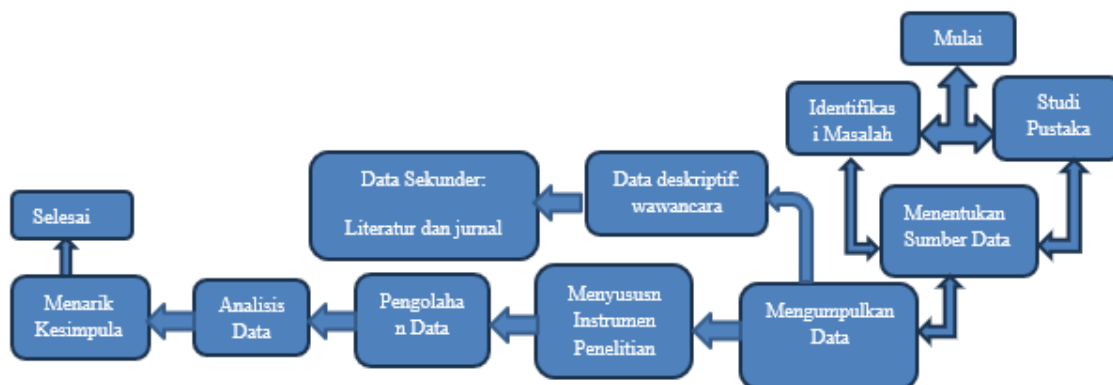 Mulai
Identifikas
i Masalah
Studi
Pustaka
Data Sekunder:
Literatur dan jurnal
Data deskriptif:
wawancara
Menentukan
Sumber Data
Selesai
Menarik
Kesimpula
Analisis
Data
Pengolaha
n Data
Menyususn
Instrumen
Penelitian
Mengumpulkan
Data